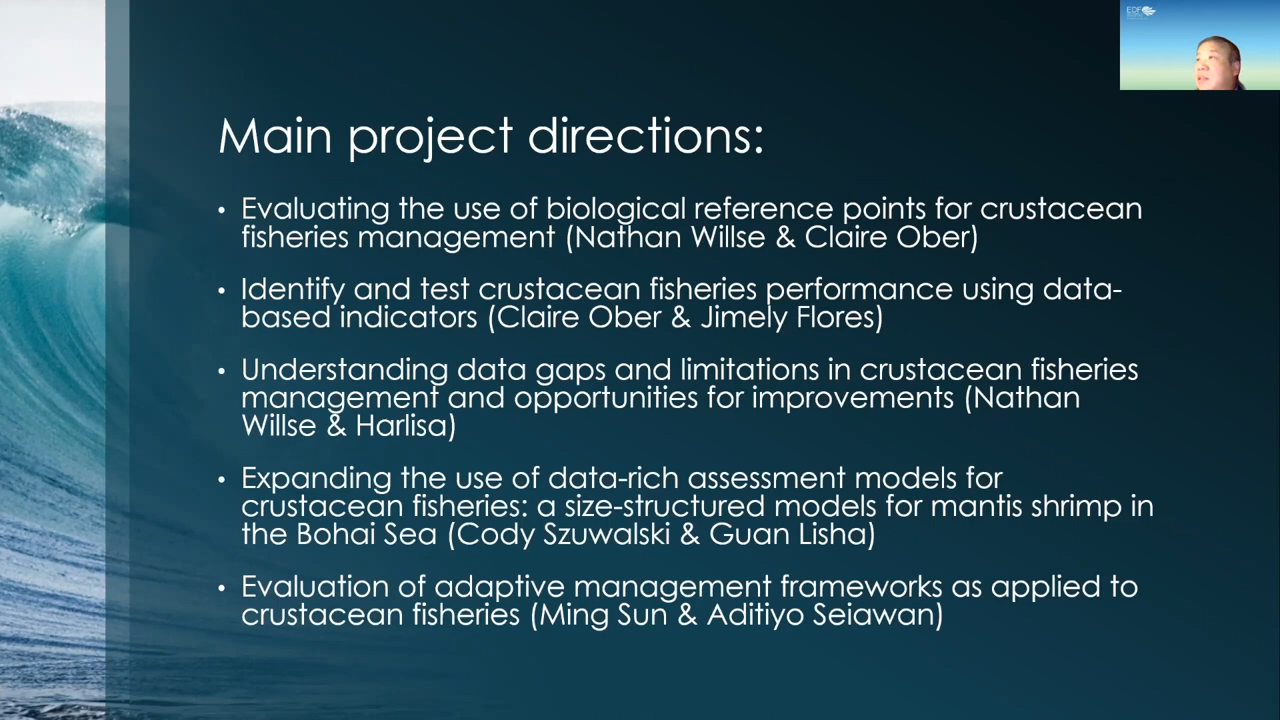 EDF
Main project directions:
• Evaluating the use of biological reference points for crustacean
fisheries management (Nathan Willse & Claire Ober)
• Identify and test crustacean fisheries performance using data-
based indicators (Claire Ober & Jimely Flores)
• Understanding data gaps and limitations in crustacean fisheries
management and opportunities for improvements (Nathan
Willse & Harlisa)
• Expanding the use of data-rich assessment models for
crustacean fisheries: a size-structured models for mantis shrimp in
the Bohai Sea (Cody Szuwalski & Guan Lisha)
• Evaluation of adaptive management frameworks as applied to
crustacean fisheries (Ming Sun & Aditiyo Seiawan)